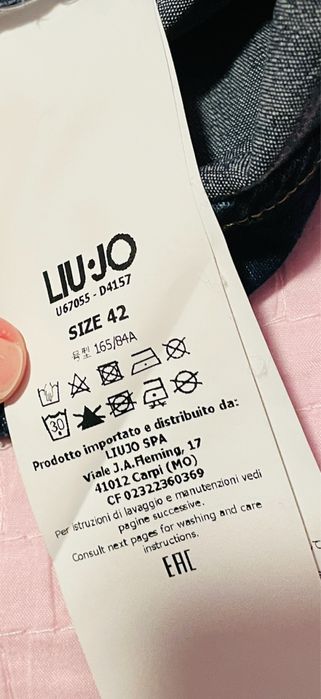 LIU·JO
U67055 - D4157
SIZE 42
号型 165/84A
30
Prodotto importato e distribuito da:
LIUJO SPA
Viale J.A.Fleming, 17
41012 Carpi (MO)
CF 02322360369
Per istruzioni di lavaggio e manutenzioni vedi
pagine successive.
Consult next pages for washing and care
instructions.
EAC